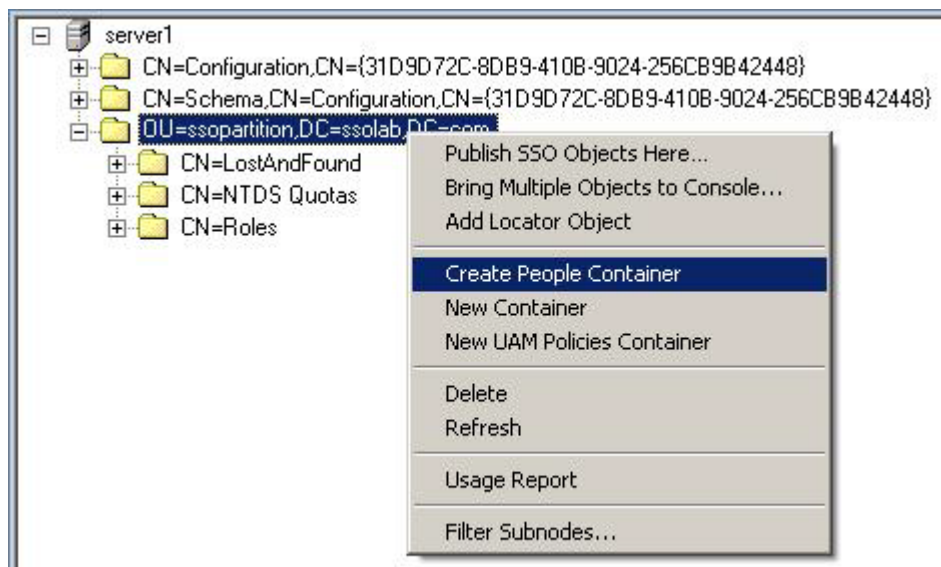 server1
CN=Configuration,CN={31D9D72C-8DB9-410B-9024-256CB9B42448}
CN=Schema,CN=Configuration,CN={31D9D72C-8DB9-410B-9024-256CB9B42448}
OU=ssopartition,DC=ssolab,DC=com
CN=LostAndFound
CN=NTDS Quotas
CN=Roles
Publish SSO Objects Here...
Bring Multiple Objects to Console...
Add Locator Object
Create People Container
New Container
New UAM Policies Container
Delete
Refresh
Usage Report
Filter Subnodes...